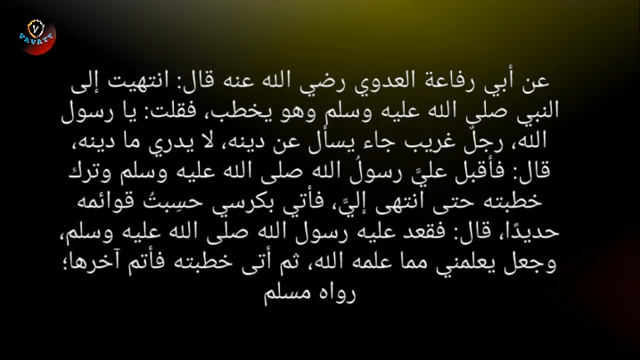 VAVATT
عن أبي رفاعة العدوي رضي الله عنه قال: انتهيت إلى
النبي صلى الله عليه وسلم وهو يخطب، فقلت: يا رسول
الله، رجلٌ غريب جاء يسأل عن دينه، لا يدري ما دينه،
قال: فأقبل عليَّ رسولُ الله صلى الله عليه وسلم وترك
خطبته حتى انتهى إليَّ، فأتي بكرسي حسِبتُ قوائمه
حديدًا، قال: فقعد عليه رسول الله صلى الله عليه وسلم،
وجعل يعلمني مما علمه الله، ثم أتى خطبته فأتم آخرها؛
رواه مسلم